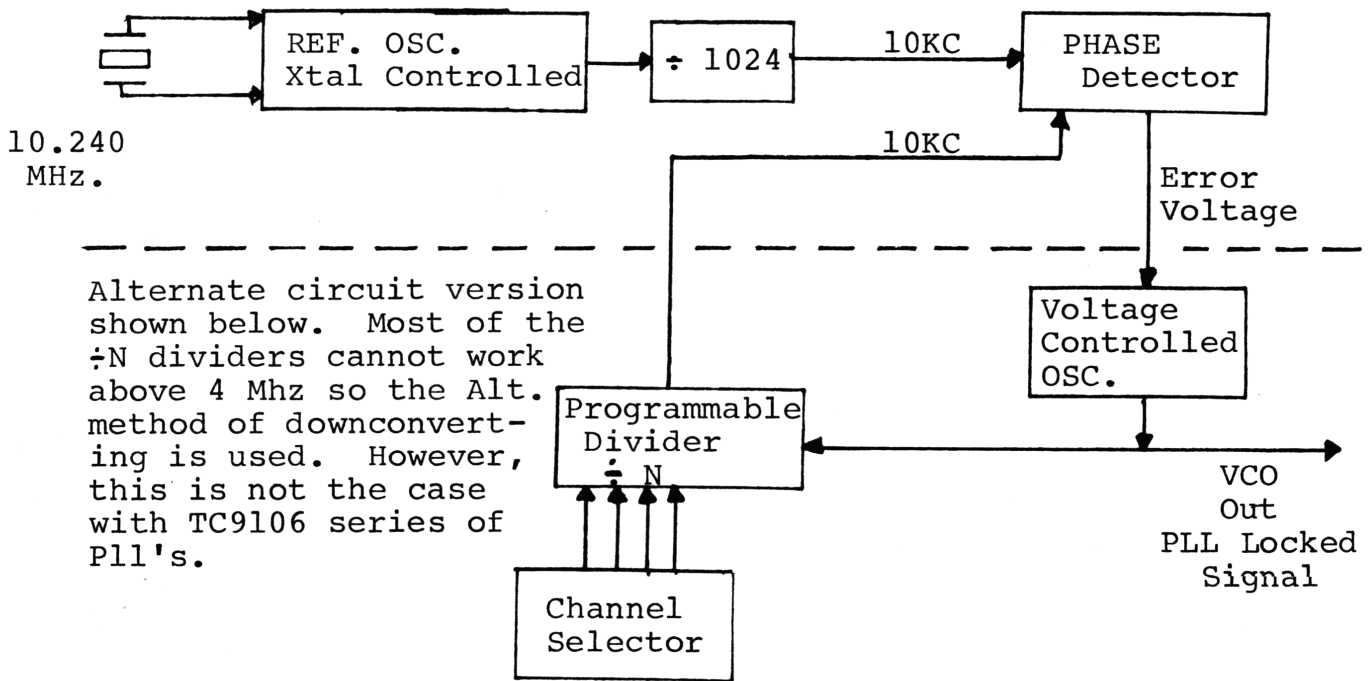 REF. OSC.
Xtal Controlled
÷ 1024
10KC
PHASE
Detector
10.240
MHz.
10KC
Error
Voltage
Alternate circuit version
shown below. Most of the
÷N dividers cannot work
above 4 Mhz so the Alt.
method of downconvert-
ing is used. However,
this is not the case
with TC9106 series of
Pll's.
Voltage
Controlled
OSC.
Programmable
Divider
÷ N
VCO
Out
PLL Locked
Signal
Channel
Selector